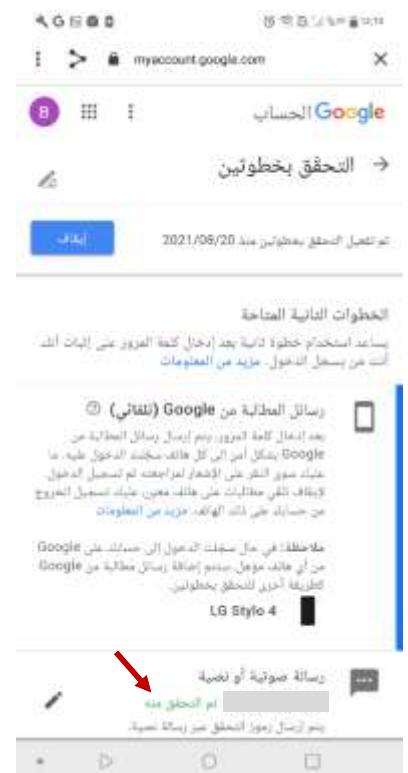 myaccount.google.com
B
الحساب Google
التحقّق بخطوتين
إيقاف
تم تفعيل التحقق بخطوتين منذ 2021/08/20
الخطوات الثانية المتاحة
يساعد استخدام خطوة ثانية بعد إدخال كلمة المرور على إثبات أنك
أنت من يسجل الدخول. مزيد من المعلومات
رسائل المطالبة من Google (تلقائي)
بعد إدخال كلمة المرور، يتم إرسال رسائل المطالبة من
Google بشكل آمن إلى كل هاتف سجلت الدخول عليه. ما
عليك سوى النقر على الإشعار لمراجعته ثم تسجيل الدخول.
لإيقاف تلقي مطالبات على هاتف معين، عليك تسجيل الخروج
من حسابك على ذلك الهاتف. مزيد من المعلومات
ملاحظة: في حال سجلت الدخول إلى حسابك على Google
من أي هاتف مؤهل، ستتم إضافة رسائل مطالبة من Google
كطريقة أخرى للتحقق بخطوتين.
LG Stylo 4
رسالة صوتية أو نصية
تم التحقق منه
يتم إرسال رموز التحقق عبر رسالة نصية.